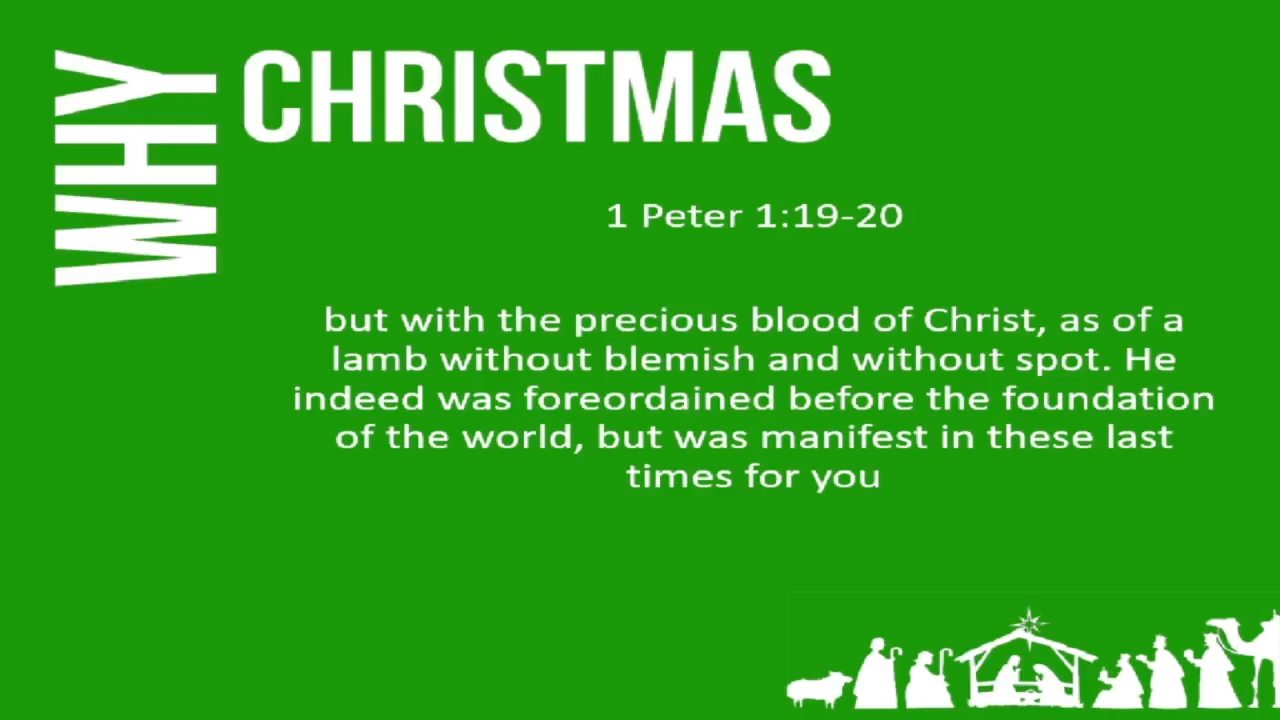 WHY
CHRISTMAS
1 Peter 1:19-20
but with the precious blood of Christ, as of a
lamb without blemish and without spot. He
indeed was foreordained before the foundation
of the world, but was manifest in these last
times for you